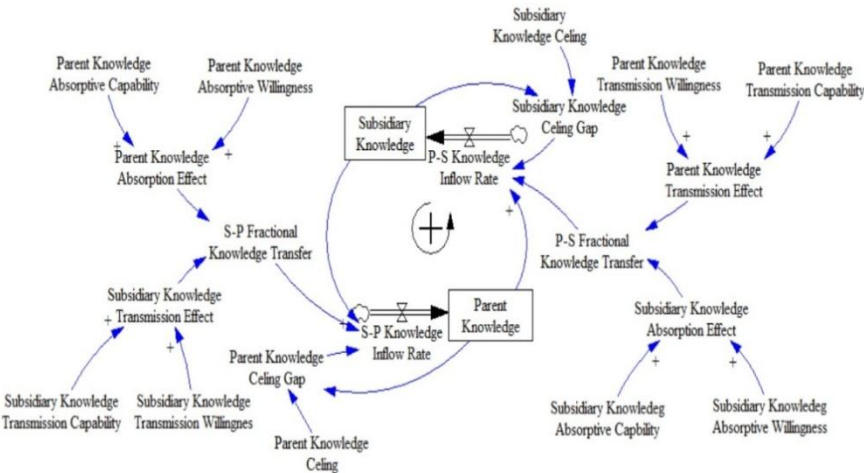 Subsidiary
Knowledge Celing
Parent Knowledge
Absorptive Capability
Parent Knowledge
Absorptive Willingness
Parent Knowledge
Transmission Willingness
Parent Knowledge
Transmission Capability
Subsidiary
Knowledge
Subsidiary Knowledge
Celing Gap
P-S Knowledge
Inflow Rate
Parent Knowledge
Absorption Effect
Parent Knowledge
Transmission Effect
S-P Fractional
Knowledge Transfer
P-S Fractional
Knowledge Transfer
Subsidiary Knowledge
Transmission Effect
Parent
Knowledge
S-P Knowledge
Inflow Rate
Subsidiary Knowledge
Absorption Effect
Parent Knowledge
Celing Gap
Subsidiary Knowledge
Transmission Capability
Subsidiary Knowledge
Transmission Willingnes
Parent Knowledge
Celing
Subsidiary Knowledeg
Absorptive Capbility
Subsidiary Knowledeg
Absorptive Willingness